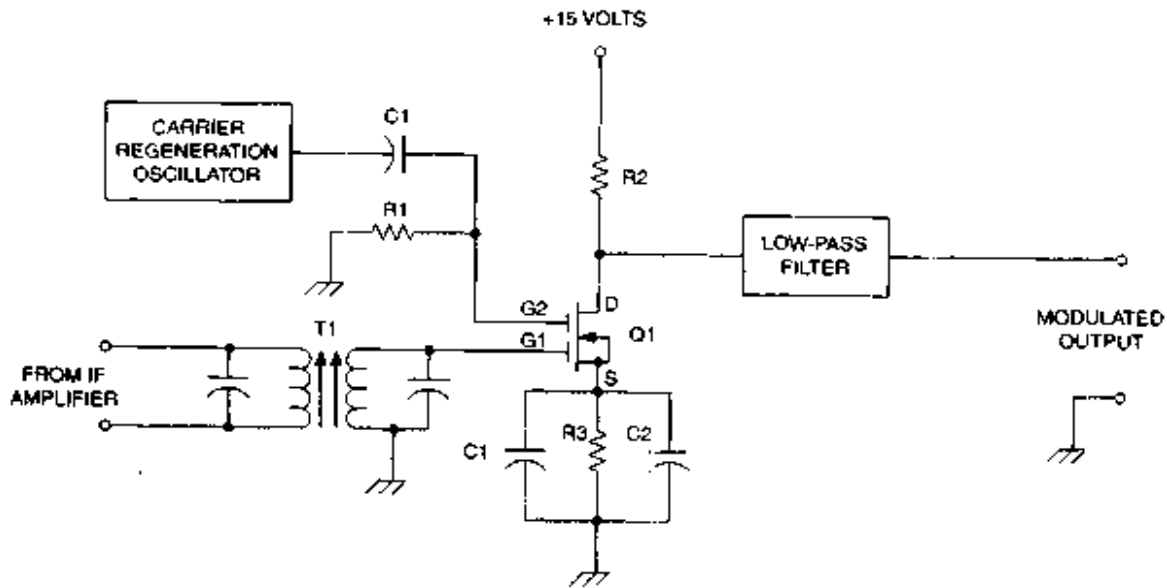 +15 VOLTS
CARRIER
REGENERATION
OSCILLATOR
C1
R1
R2
LOW-PASS
FILTER
G2
D
Q1
G1
S
T1
FROM IF
AMPLIFIER
MODULATED
OUTPUT
C1
R3
C2